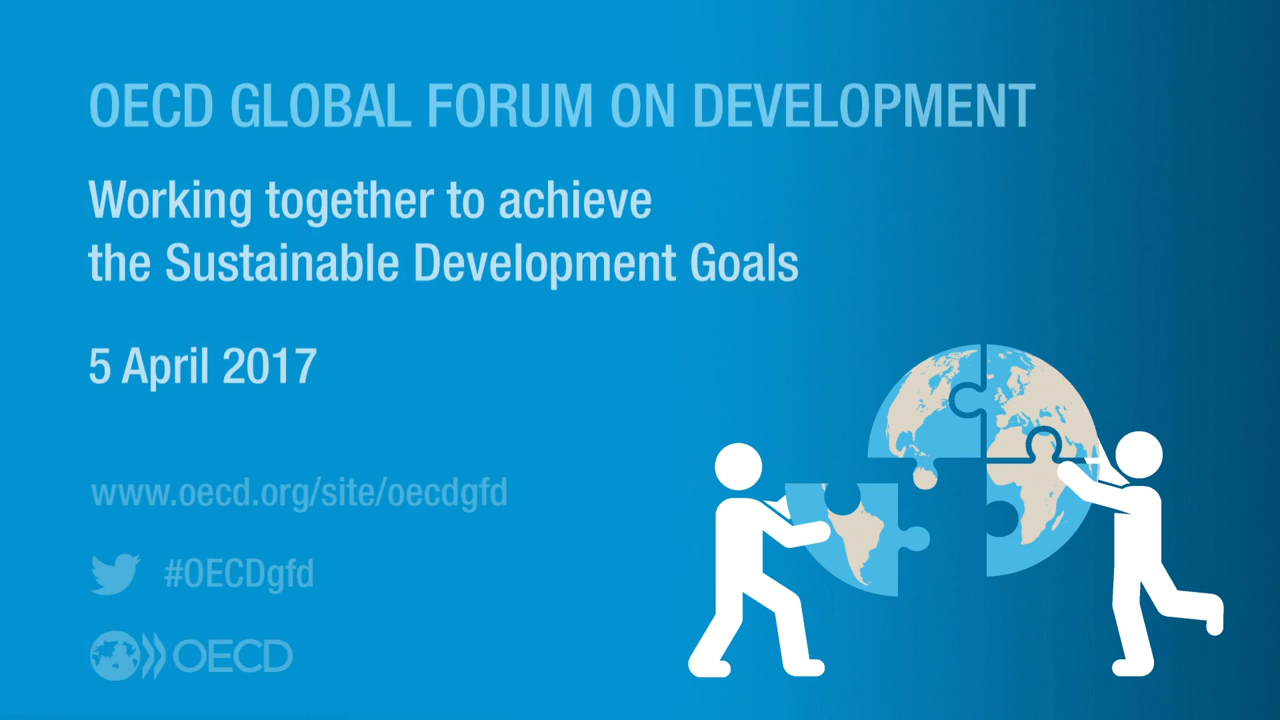 OECD GLOBAL FORUM ON DEVELOPMENT
Working together to achieve
the Sustainable Development Goals
5 April 2017
www.oecd.org/site/oecdgfd
#OECDgfd
OECD